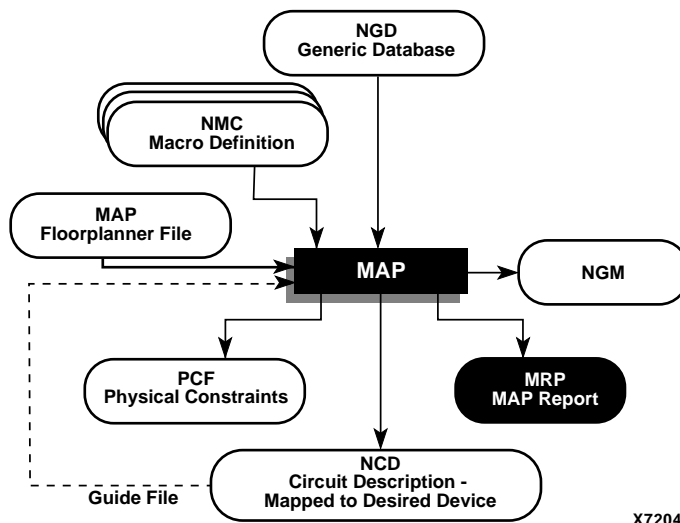 NGD
Generic Database
NMC
Macro Definition
MAP
Floorplanner File
MAP
NGM
PCF
Physical Constraints
MRP
MAP Report
NCD
Circuit Description -
Mapped to Desired Device
Guide File
X7204